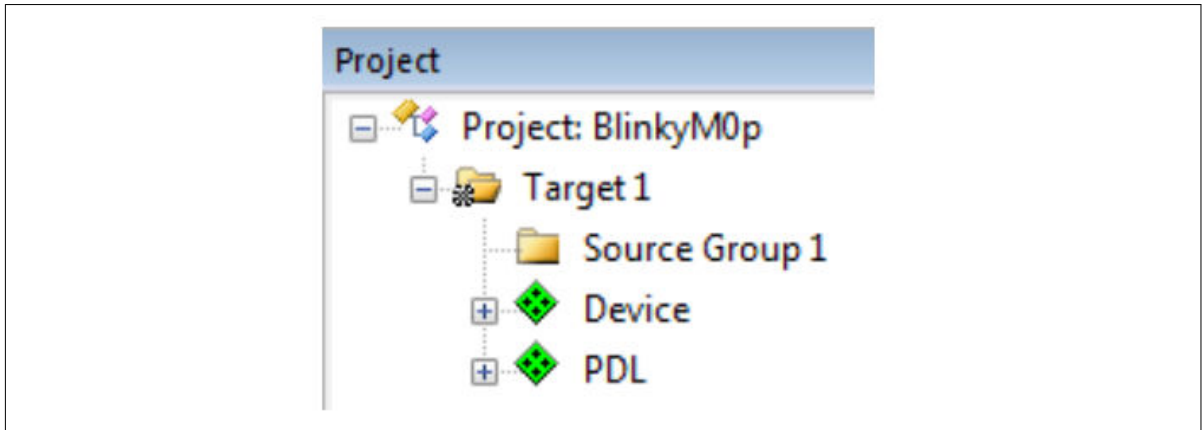 Project
Project: BlinkyM0p
Target 1
Source Group 1
Device
PDL